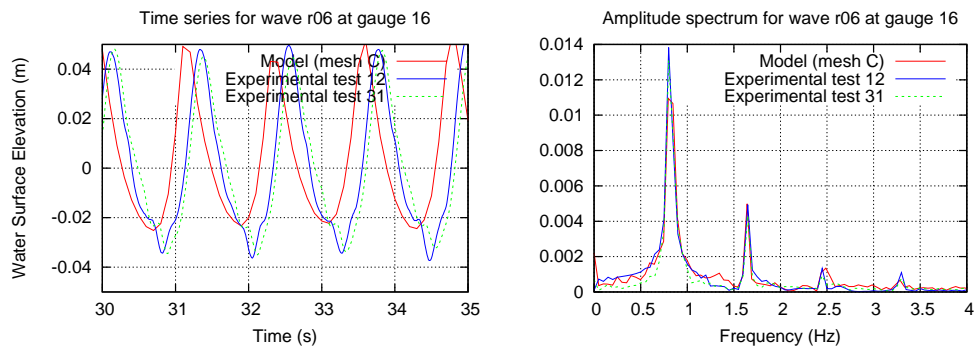 Time series for wave r06 at gauge 16
Water Surface Elevation (m)
0.04
0.02
0
-0.02
-0.04
Model (mesh C)
Experimental test 12
Experimental test 31
30 31 32 33 34 35
Time (s)
Amplitude spectrum for wave r06 at gauge 16
0.014
0.012
0.01
0.008
0.006
0.004
0.002
0
Model (mesh C)
Experimental test 12
Experimental test 31
0 0.5 1 1.5 2 2.5 3 3.5 4
Frequency (Hz)